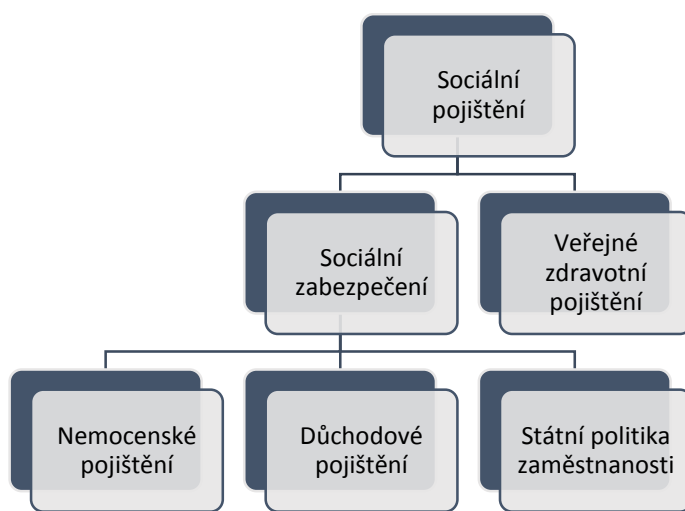 Sociální
pojištění
Sociální
zabezpečení
Veřejné
zdravotní
pojištění
Nemocenské
pojištění
Důchodové
pojištění
Státní politika
zaměstnanosti